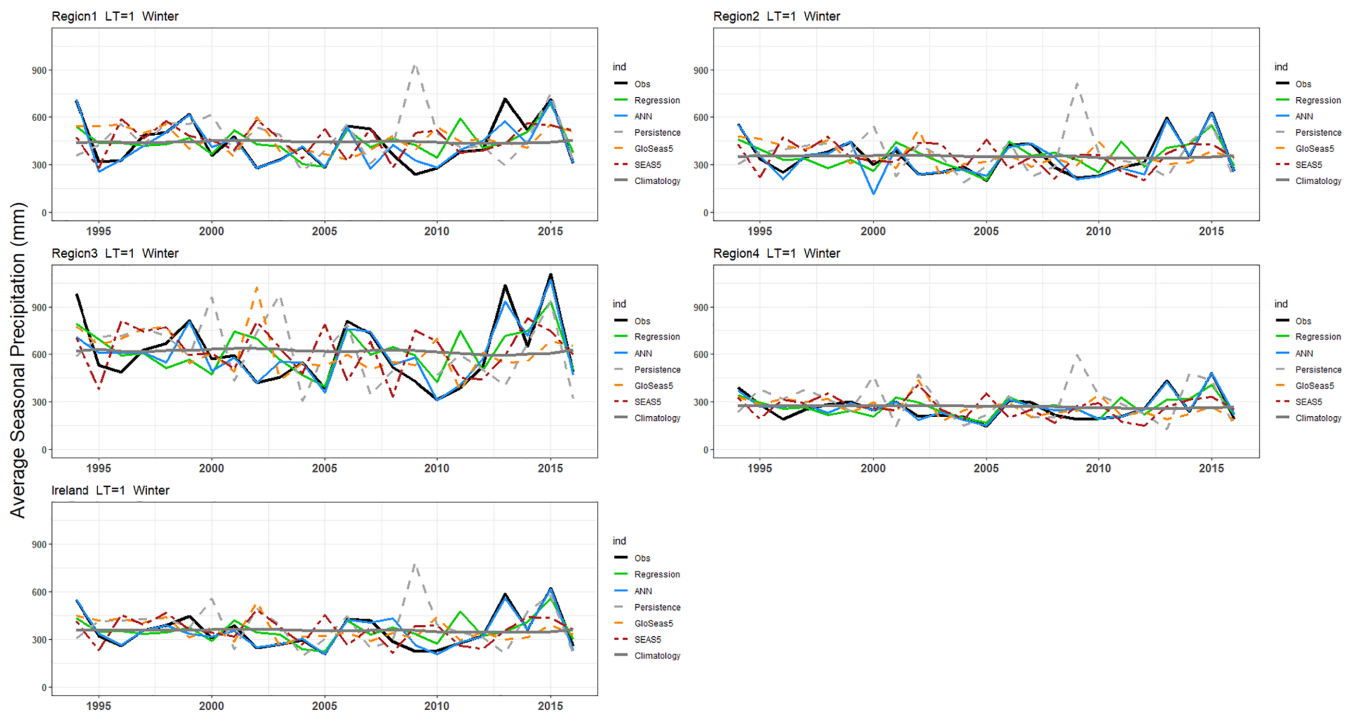 Region1 LT=1 Winter
900
600
300
0
1995 2000 2005 2010 2015
ind
Obs
Regression
ANN
Persistence
GloSeas5
SEAS5
Climatology
Region2 LT=1 Winter
900
600
300
0
1995 2000 2005 2010 2015
ind
Obs
Regression
ANN
Persistence
GloSeas5
SEAS5
Climatology
Average Seasonal Precipitation (mm)
Region3 LT=1 Winter
900
600
300
0
1995 2000 2005 2010 2015
ind
Obs
Regression
ANN
Persistence
GloSeas5
SEAS5
Climatology
Region4 LT=1 Winter
900
600
300
0
1995 2000 2005 2010 2015
ind
Obs
Regression
ANN
Persistence
GloSeas5
SEAS5
Climatology
Ireland LT=1 Winter
900
600
300
0
1995 2000 2005 2010 2015
ind
Obs
Regression
ANN
Persistence
GloSeas5
SEAS5
Climatology